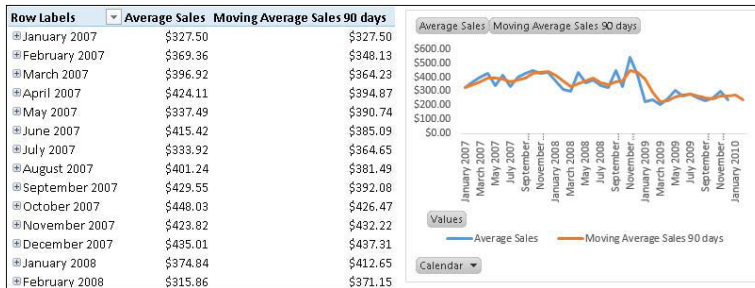 Row Labels Average Sales Moving Average Sales 90 days
January 2007 $327.50 $327.50
February 2007 $369.36 $348.13
March 2007 $396.92 $364.23
April 2007 $424.11 $394.87
May 2007 $337.49 $390.74
June 2007 $415.42 $385.09
July 2007 $333.92 $364.65
August 2007 $401.24 $381.49
September 2007 $429.55 $392.08
October 2007 $448.03 $426.47
November 2007 $423.82 $432.22
December 2007 $435.01 $437.31
January 2008 $374.84 $412.65
February 2008 $315.86 $371.15
Average Sales Moving Average Sales 90 days
$600.00
$500.00
$400.00
$300.00
$200.00
$100.00
$0.00
January 2007
March 2007
May 2007
July 2007
September...
November...
January 2008
March 2008
May 2008
July 2008
September...
November...
January 2009
March 2009
May 2009
July 2009
September...
November...
January 2010
Values
Average Sales Moving Average Sales 90 days
Calendar